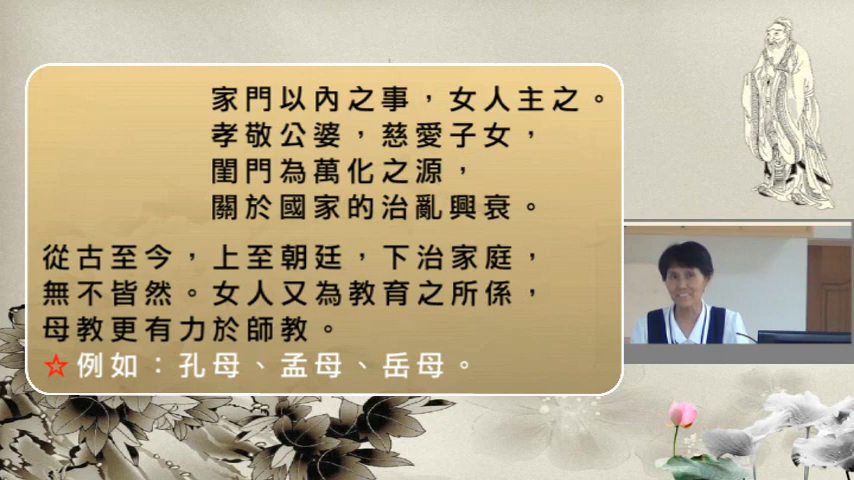 家門以內之事，女人主之。
孝敬公婆，慈愛子女，
閨門為萬化之源，
關於國家的治亂興衰。
從古至今，上至朝廷，下治家庭，
無不皆然。女人又為教育之所係，
母教更有力於師教。
☆例如：孔母、孟母、岳母。